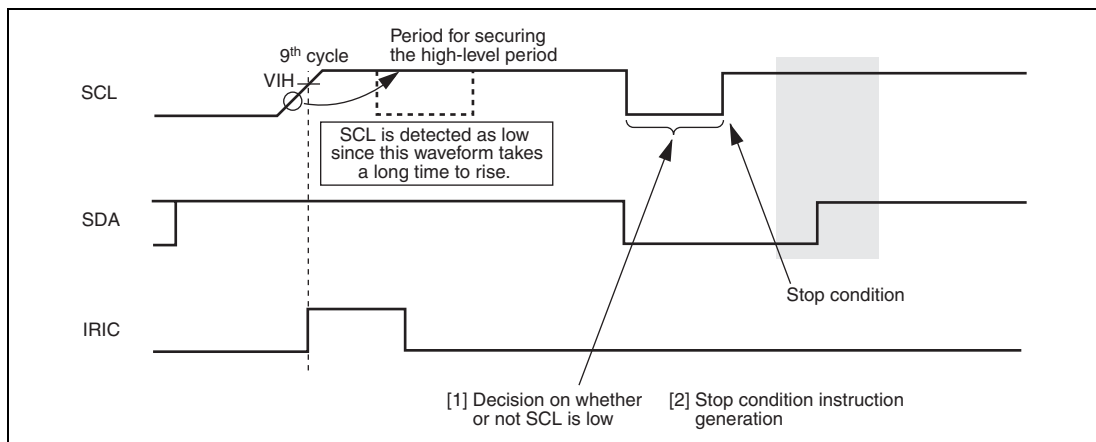 Period for securing
the high-level period
9th cycle
VIH
SCL
SCL is detected as low
since this waveform takes
a long time to rise.
SDA
Stop condition
IRIC
[1] Decision on whether
or not SCL is low
[2] Stop condition instruction
generation